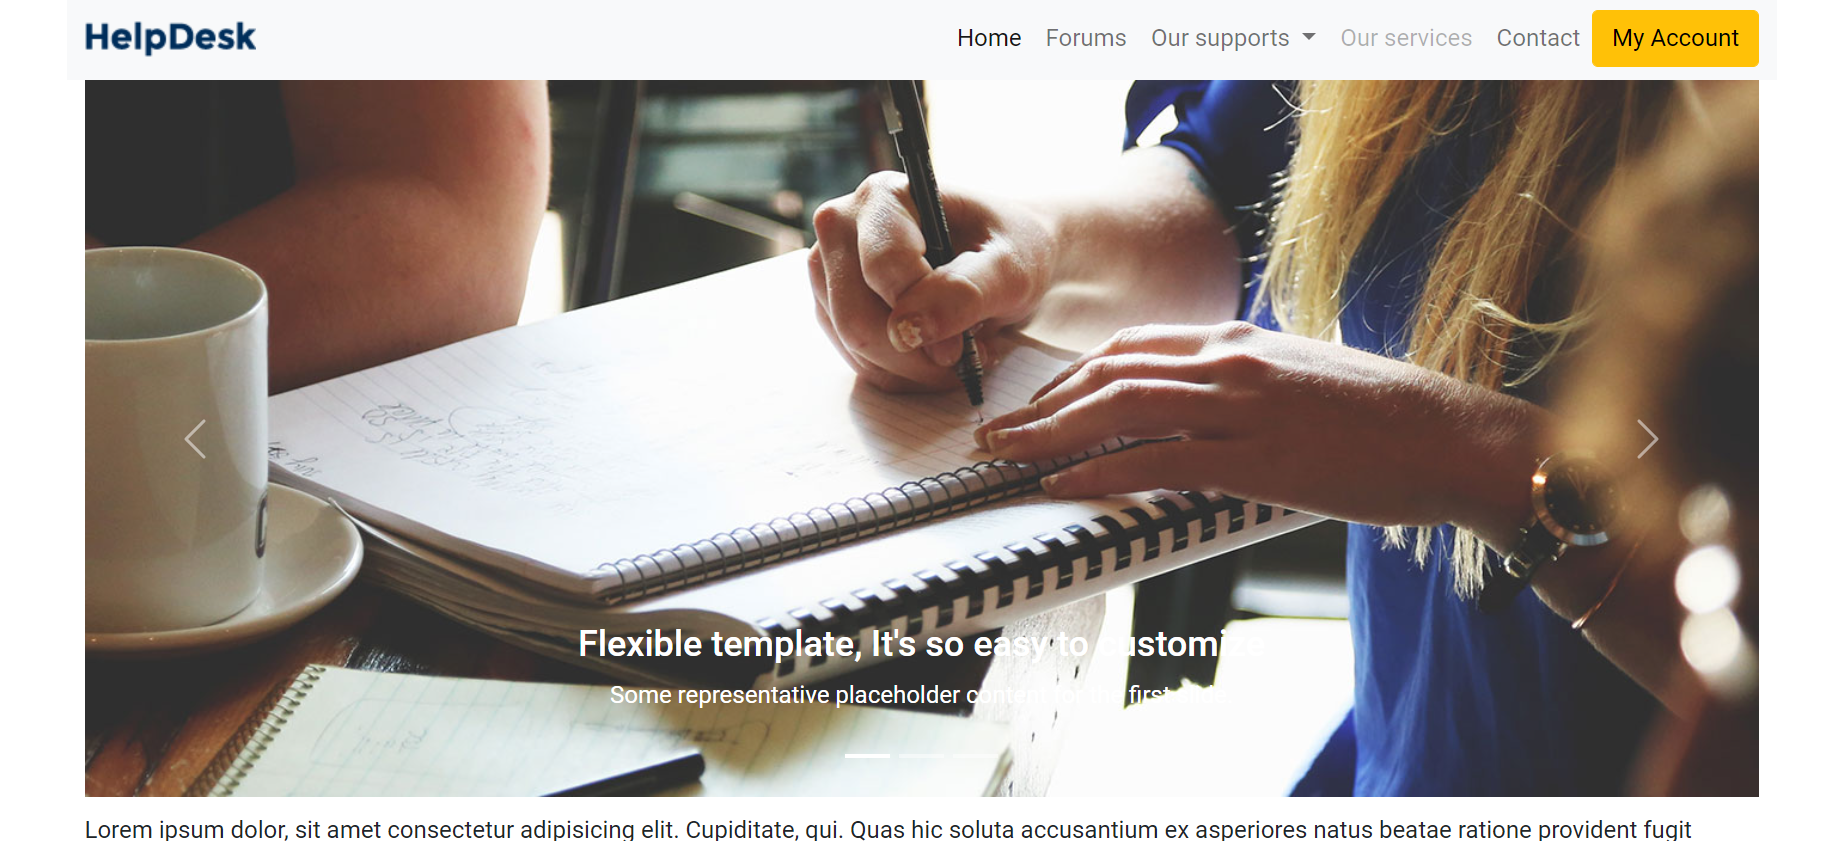 HelpDesk
Home Forums Our supports Our services Contact My Account
Flexible template, It's so easy to customize
Some representative placeholder content for the first slide.
Lorem ipsum dolor, sit amet consectetur adipisicing elit. Cupiditate, qui. Quas hic soluta accusantium ex asperiores natus beatae ratione provident fugit